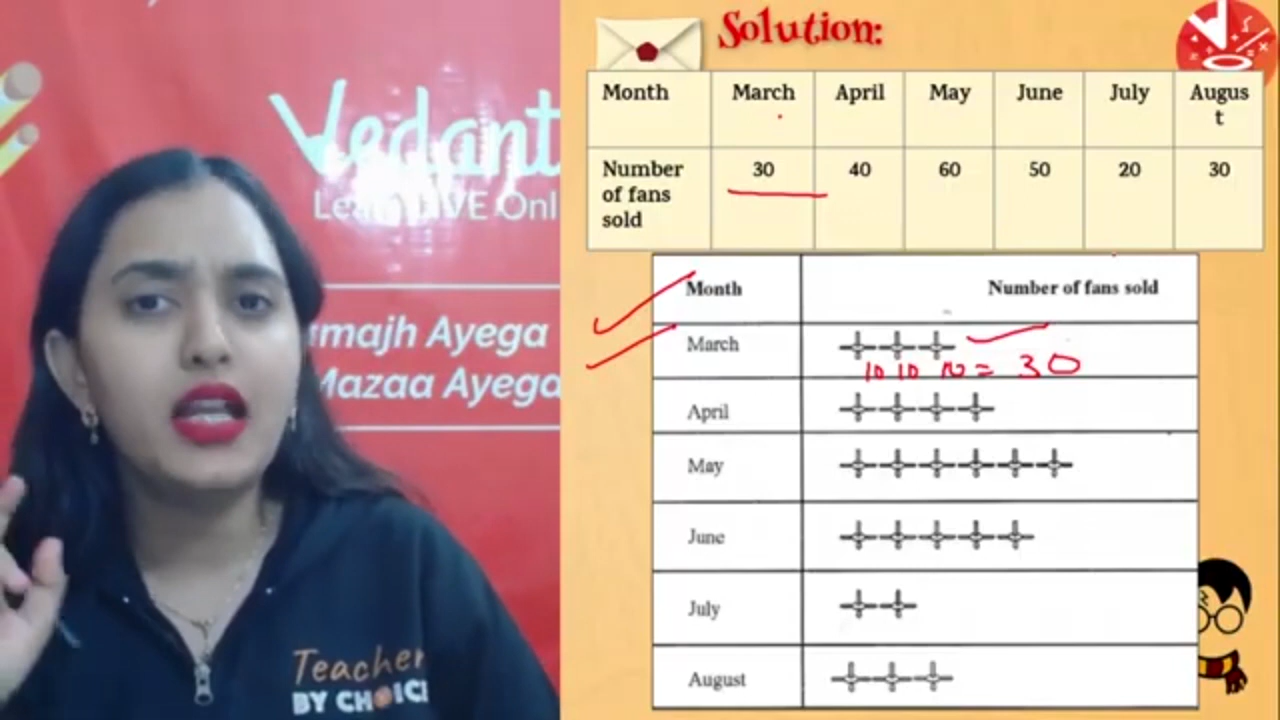 Vedant
Learn LIVE Onl
amajh Ayega
Mazaa Ayega
Teacher
BY CHOICE
Solution:
Month March April May June July Augus
t
Number 30 40 60 50 20 30
of fans
sold
Month Number of fans sold
March
10 10 10 = 30
April
May
June
July
August